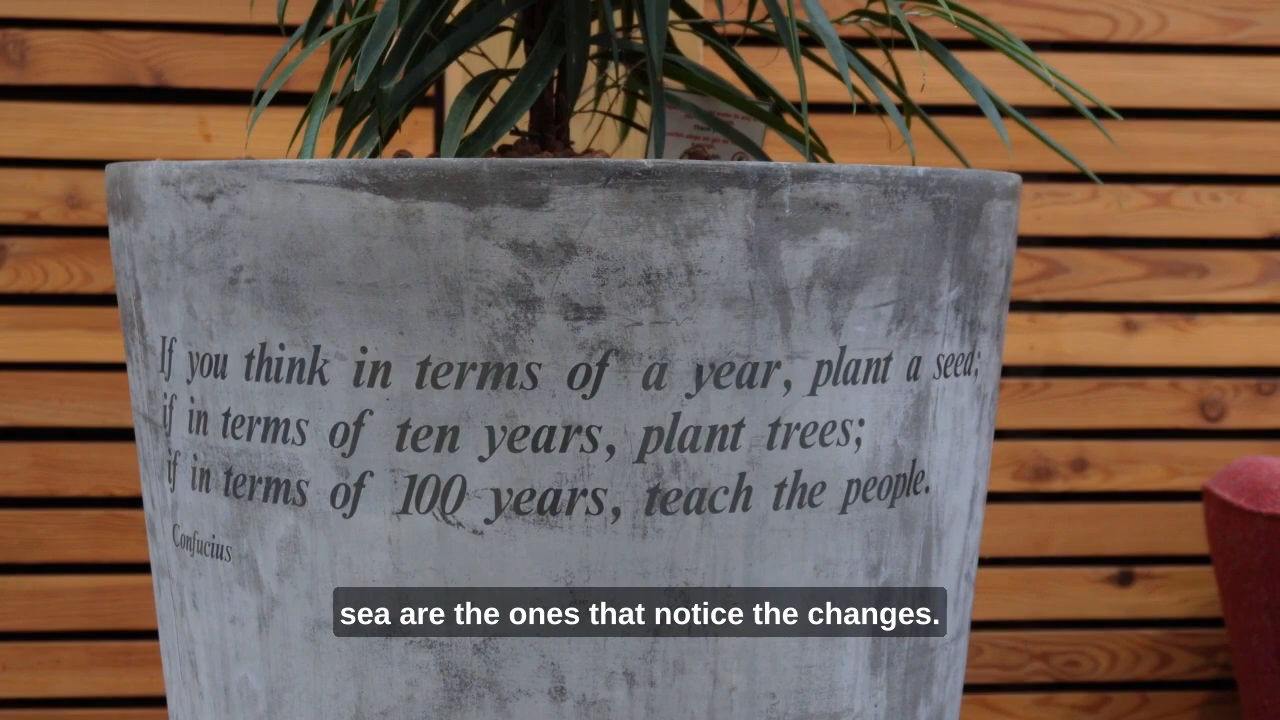 If you think in terms of a year, plant a seed;
if in terms of ten years, plant trees;
if in terms of 100 years, teach the people.
Confucius
sea are the ones that notice the changes.